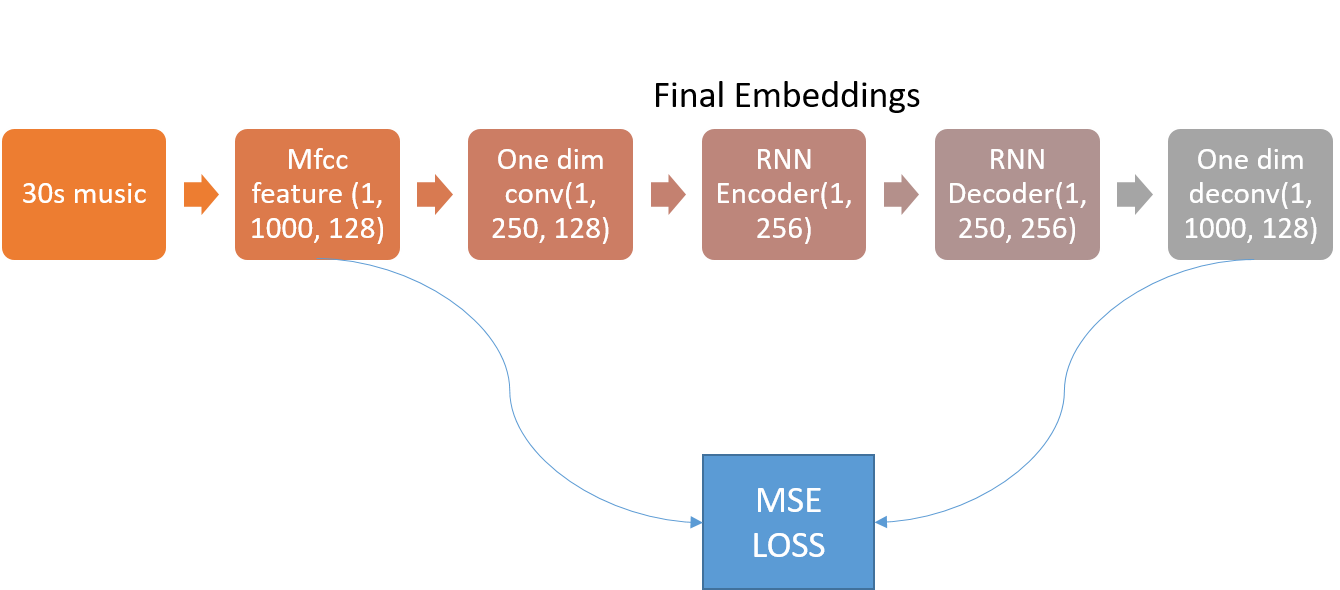 Final Embeddings
30s music
Mfcc
feature (1,
1000, 128)
One dim
conv(1,
250, 128)
RNN
Encoder(1,
256)
RNN
Decoder(1,
250, 256)
One dim
deconv(1,
1000, 128)
MSE
LOSS